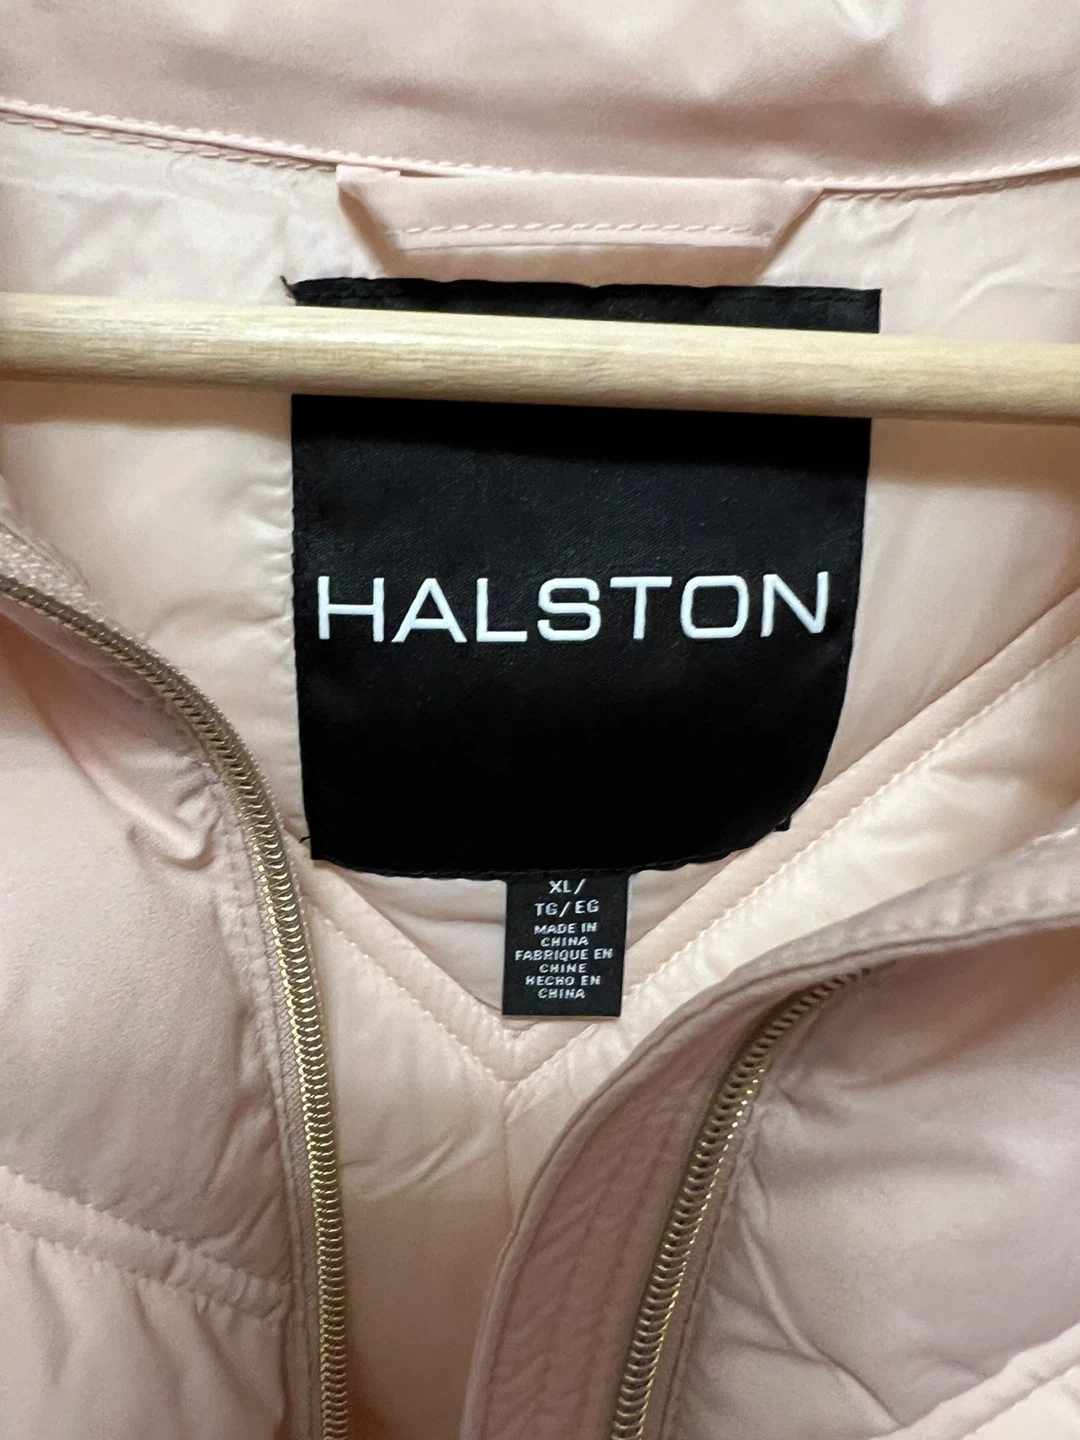 HALSTON
XL/
TG/EG
MADE IN
CHINA
FABRIQUE EN
CHINE
HECHO EN
CHINA